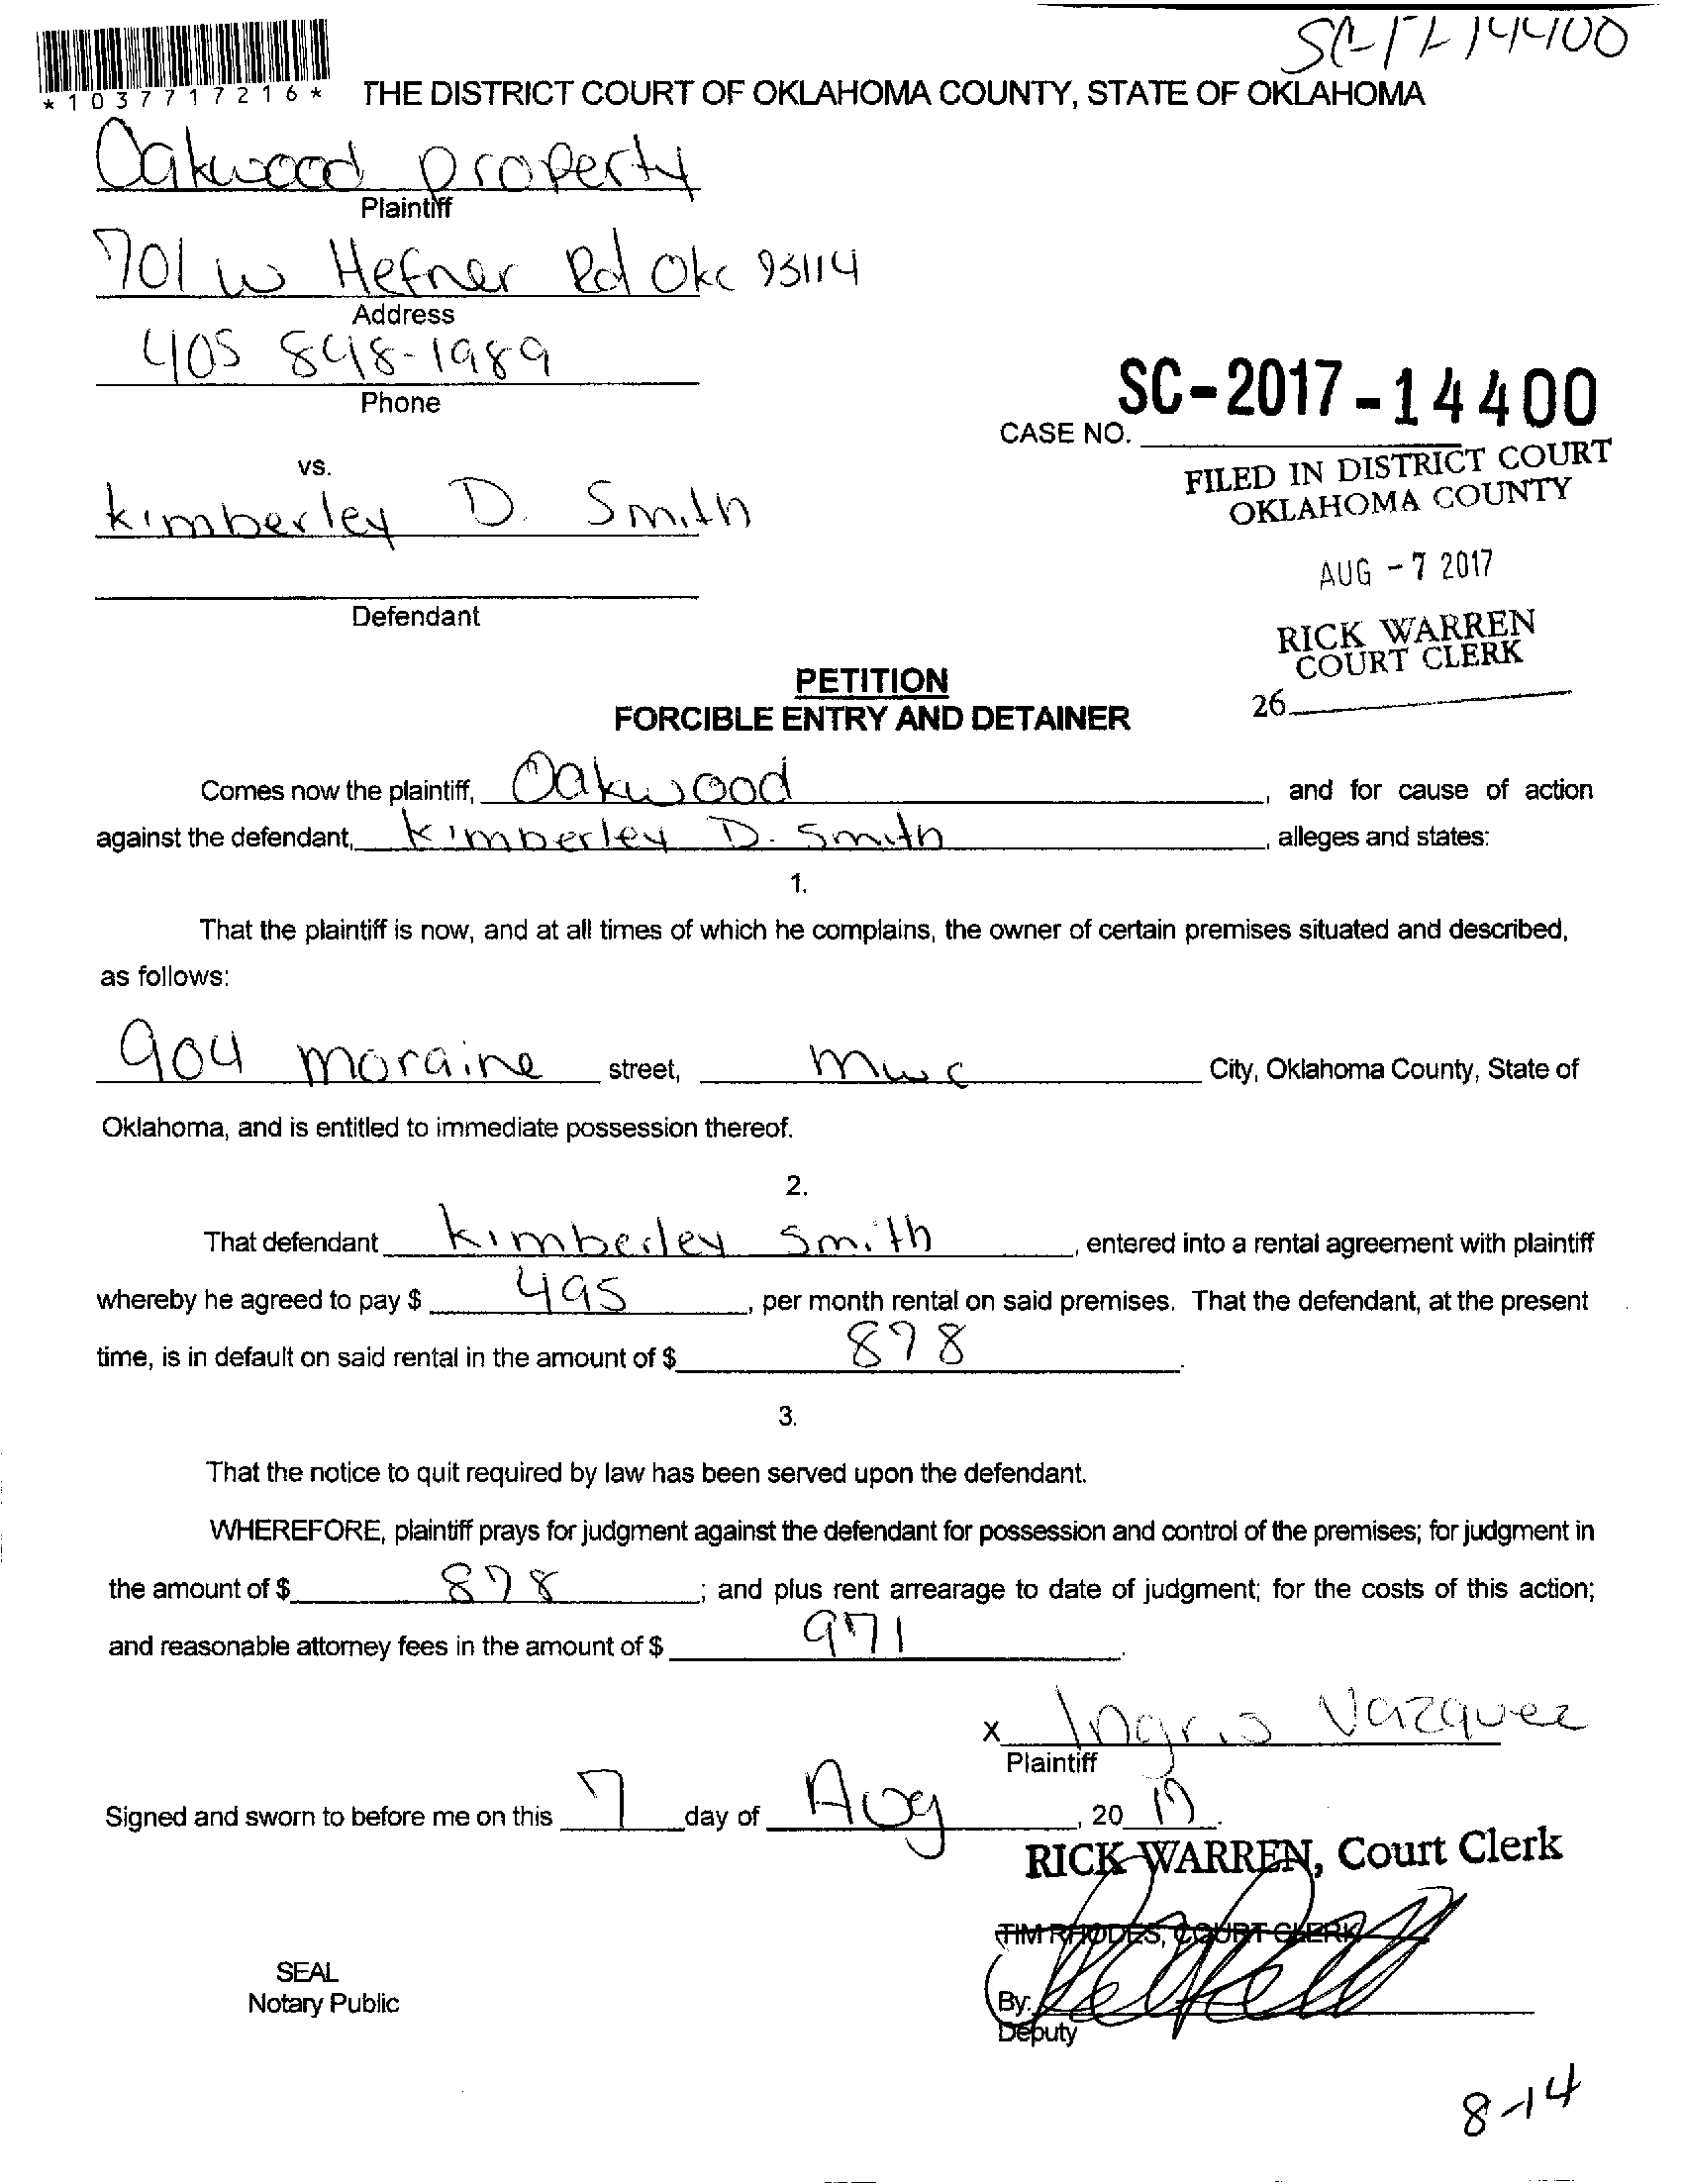 SC-17-14400
*1037717216*
THE DISTRICT COURT OF OKLAHOMA COUNTY, STATE OF OKLAHOMA
Oakwood property
Plaintiff
701 W Hefner Rd Okc 73114
Address
405 848-1989
Phone
SC-2017-14400
CASE NO.
FILED IN DISTRICT COURT
OKLAHOMA COUNTY
vs.
Kimberley D. Smith
AUG -7 2017
Defendant
RICK WARREN
COURT CLERK
26
PETITION
FORCIBLE ENTRY AND DETAINER
Comes now the plaintiff, Oakwood, and for cause of action
against the defendant, Kimberley D. Smith, alleges and states:
1.
That the plaintiff is now, and at all times of which he complains, the owner of certain premises situated and described,
as follows:
904 moraine street, mwc City, Oklahoma County, State of
Oklahoma, and is entitled to immediate possession thereof.
2.
That defendant Kimberley Smith, entered into a rental agreement with plaintiff
whereby he agreed to pay $ 495, per month rental on said premises. That the defendant, at the present
time, is in default on said rental in the amount of $ 878.
3.
That the notice to quit required by law has been served upon the defendant.
WHEREFORE, plaintiff prays for judgment against the defendant for possession and control of the premises; for judgment in
the amount of $ 878; and plus rent arrearage to date of judgment; for the costs of this action;
and reasonable attorney fees in the amount of $ 971.
X Ingris Vazquez
Plaintiff
Signed and sworn to before me on this 7 day of Aug, 20 17.
RICK WARREN, Court Clerk
TIM RHODES, COURT CLERK
SEAL
Notary Public
By:
Deputy
8-14